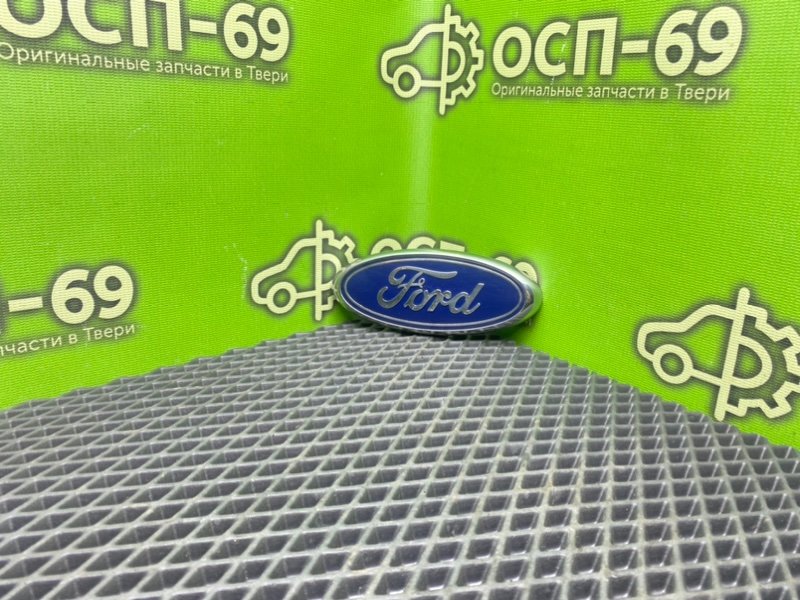 ОСП-69
Оригинальные запчасти в Твери
ОСП-69
Оригинальные запчасти в Твери
-69
запчасти в Твери
Ford